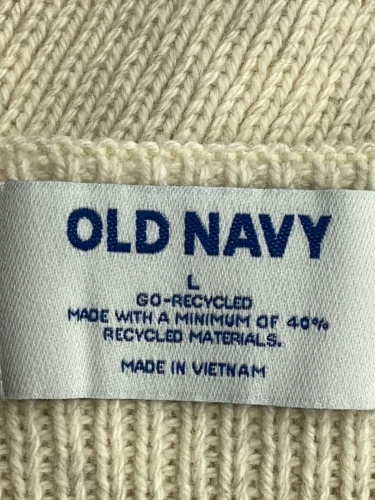 OLD NAVY
L
GO-RECYCLED
MADE WITH A MINIMUM OF 40%
RECYCLED MATERIALS.
MADE IN VIETNAM